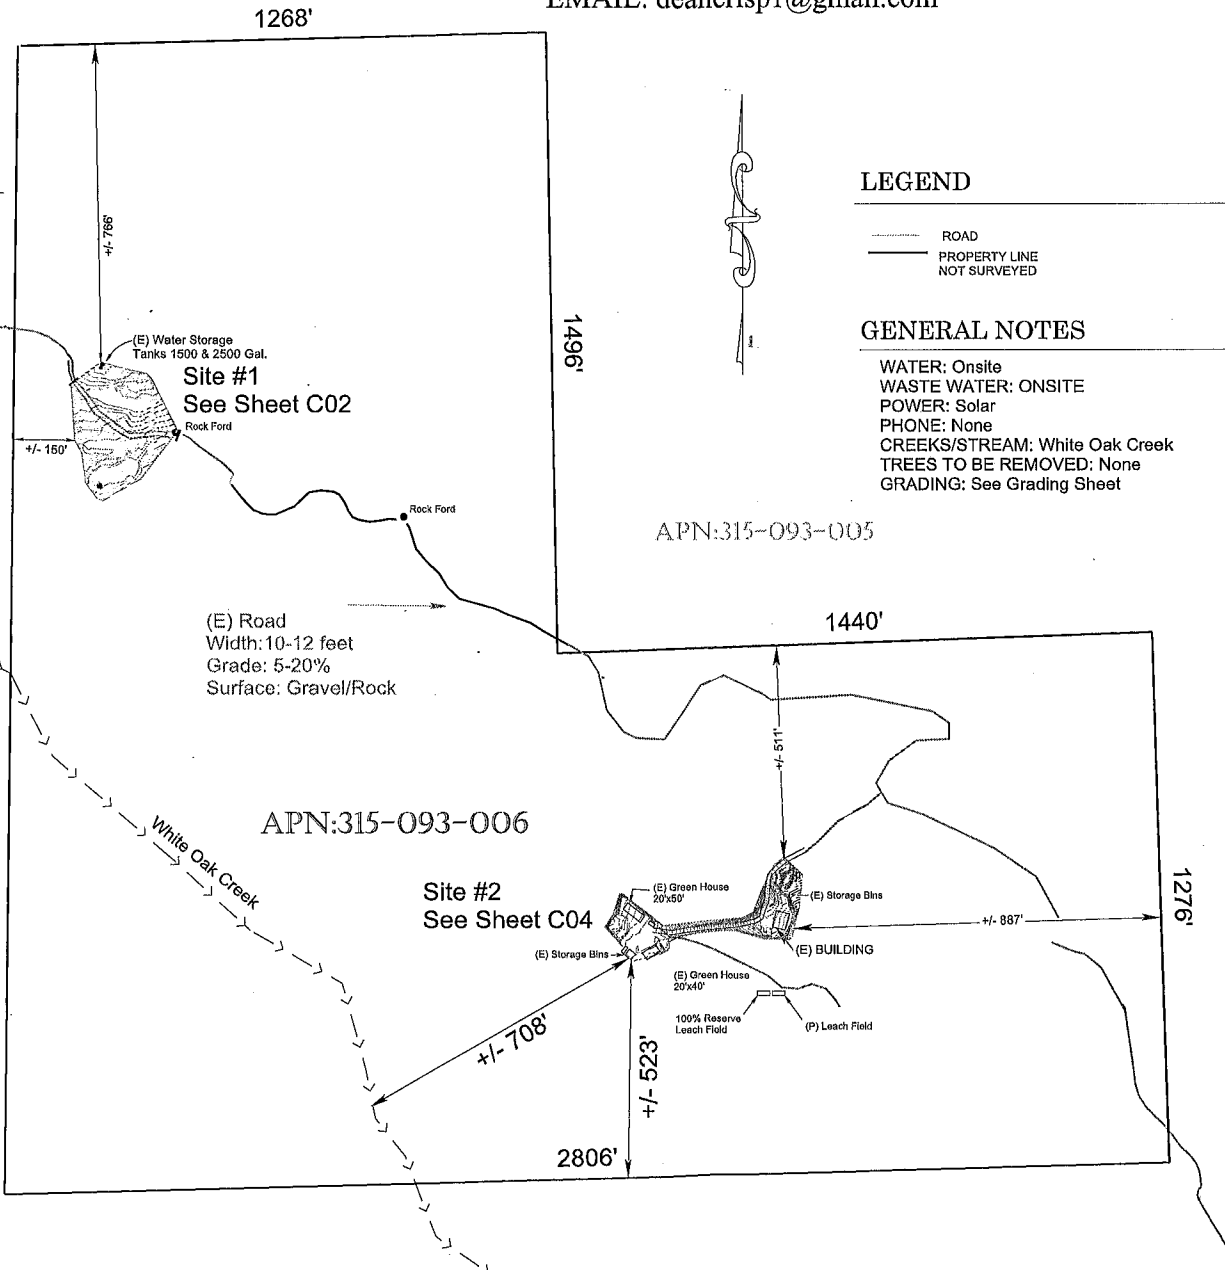 EMAIL: deancrisp1@gmail.com
1268'
+/- 766'
LEGEND
ROAD
PROPERTY LINE
NOT SURVEYED
1496'
(E) Water Storage
Tanks 1500 & 2500 Gal.
Site #1
See Sheet C02
Rock Ford
+/- 150'
GENERAL NOTES
WATER: Onsite
WASTE WATER: ONSITE
POWER: Solar
PHONE: None
CREEKS/STREAM: White Oak Creek
TREES TO BE REMOVED: None
GRADING: See Grading Sheet
Rock Ford
APN:315-093-005
(E) Road
Width:10-12 feet
Grade: 5-20%
Surface: Gravel/Rock
1440'
+/- 511'
APN:315-093-006
White Oak Creek
Site #2
See Sheet C04
(E) Green House
20'x50'
(E) Storage Bins
+/- 887'
1276'
(E) Storage Bins
(E) BUILDING
(E) Green House
20'x40'
100% Reserve
Leach Field
(P) Leach Field
+/- 708'
+/- 523'
2806'